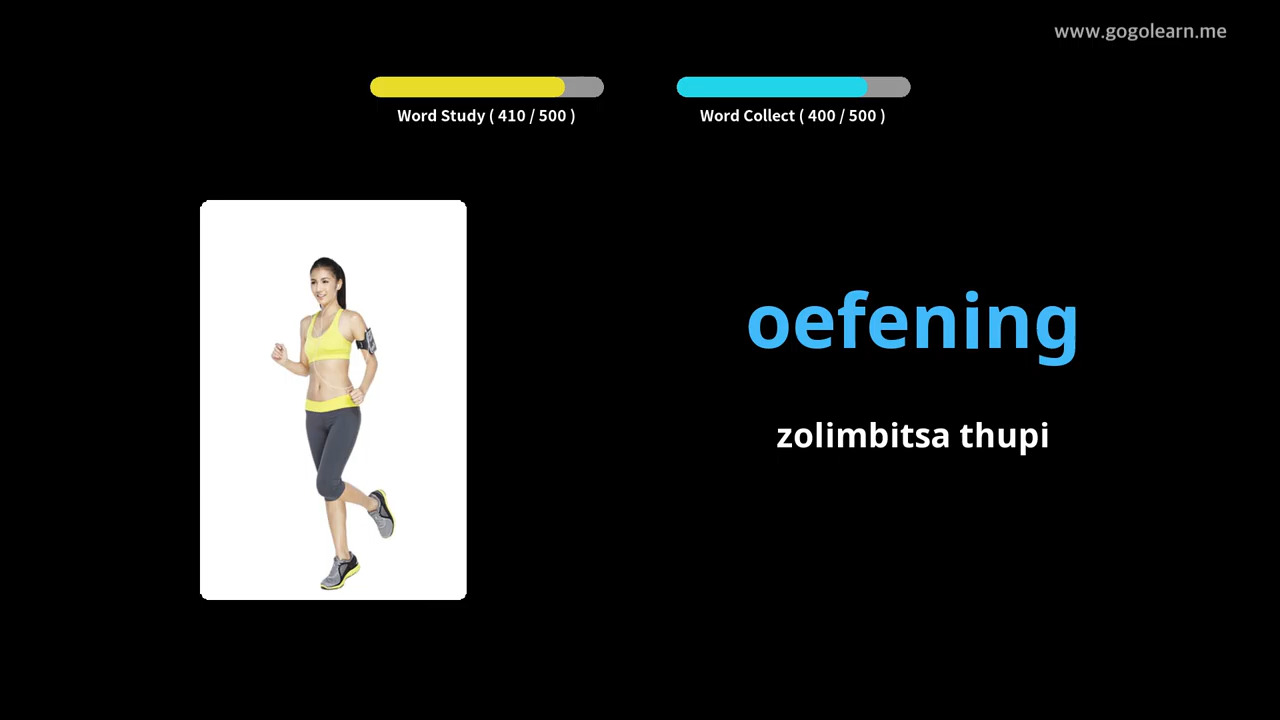 www.gogolearn.me
Word Study ( 410 / 500 )
Word Collect ( 400 / 500 )
oefening
zolimbitsa thupi